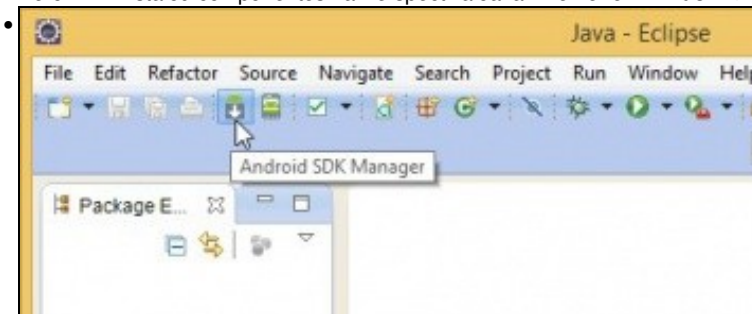 Java - Eclipse
File Edit Refactor Source Navigate Search Project Run Window Help
Android SDK Manager
Package E...